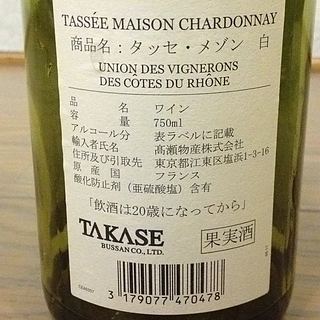 TASSÉE MAISON CHARDONNAY
商品名：タッセ・メゾン 白
UNION DES VIGNERONS
DES CÔTES DU RHÔNE
品名 ワイン
容量 750ml
アルコール分 表ラベルに記載
輸入者氏名 髙瀬物産株式会社
住所及び引取先 東京都江東区塩浜1-3-16
原産国 フランス
酸化防止剤（亜硫酸塩）含有
「飲酒は20歳になってから」
TAKASE
BUSSAN CO., LTD.
果実酒
3 179077 470478